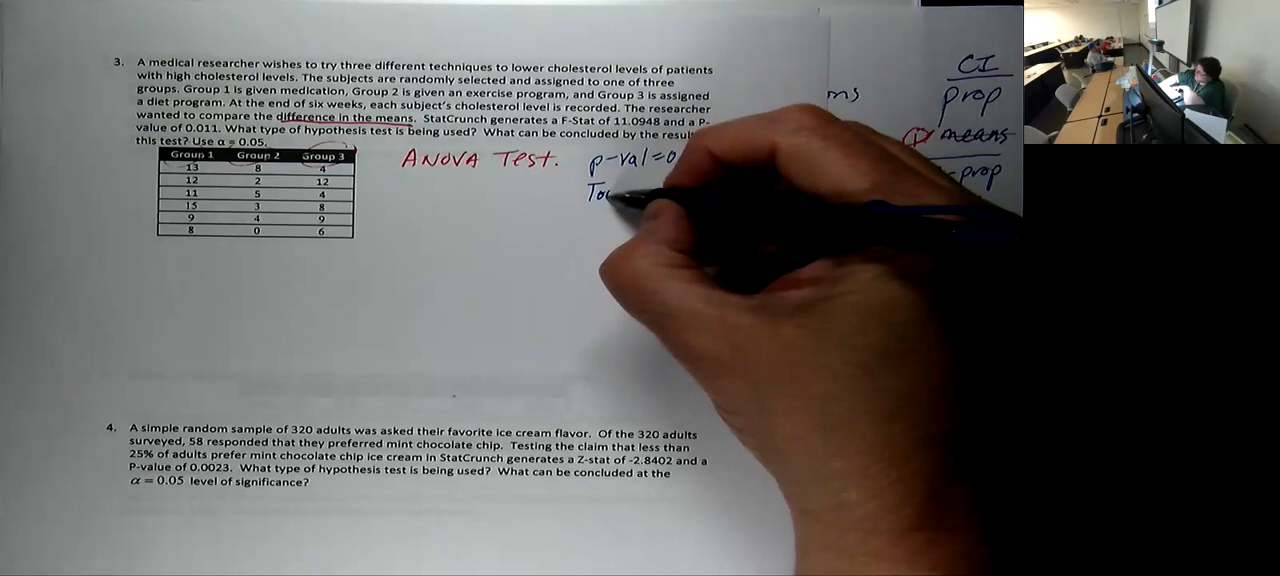 3. A medical researcher wishes to try three different techniques to lower cholesterol levels of patients
with high cholesterol levels. The subjects are randomly selected and assigned to one of three
groups. Group 1 is given medication, Group 2 is given an exercise program, and Group 3 is assigned
a diet program. At the end of six weeks, each subject's cholesterol level is recorded. The researcher
wanted to compare the difference in the means. StatCrunch generates a F-Stat of 11.0948 and a P-
value of 0.011. What type of hypothesis test is being used? What can be concluded by the
this test? Use α = 0.05.
Group 1 Group 2 Group 3
13 8 4
12 2 12
11 5 4
15 3 8
9 4 9
8 0 6
ANOVA Test.
p-val=0
CI
prop
1 means
prop
4. A simple random sample of 320 adults was asked their favorite ice cream flavor. Of the 320 adults
surveyed, 58 responded that they preferred mint chocolate chip. Testing the claim that less than
25% of adults prefer mint chocolate chip ice cream in StatCrunch generates a Z-stat of -2.8402 and a
P-value of 0.0023. What type of hypothesis test is being used? What can be concluded at the
α = 0.05 level of significance?